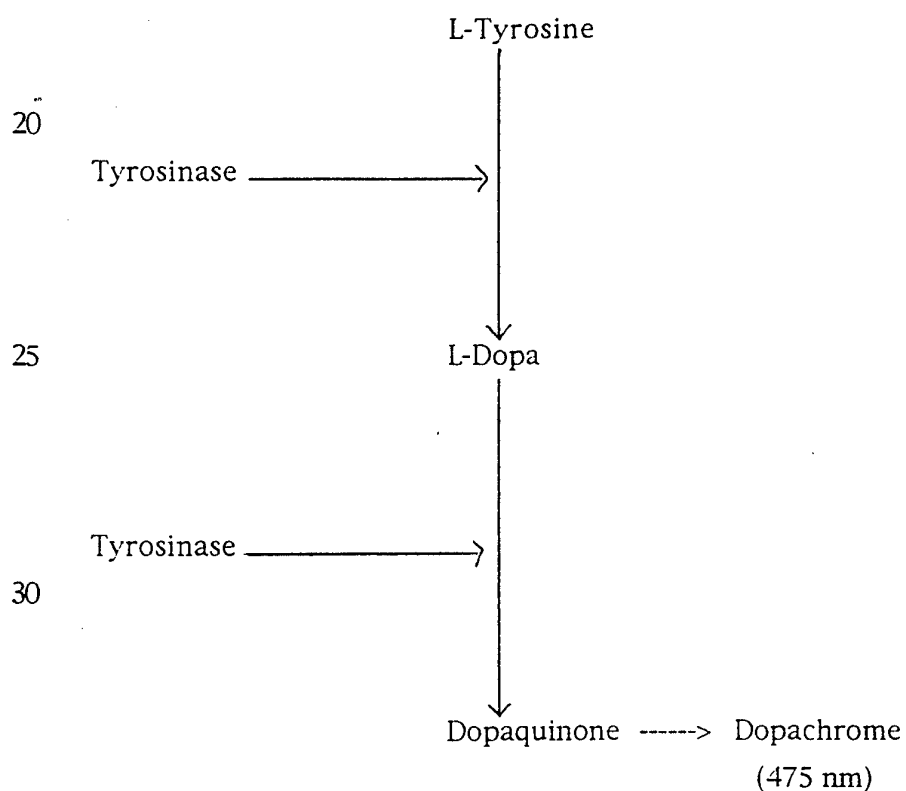 L-Tyrosine
20
Tyrosinase
25 L-Dopa
Tyrosinase
30
Dopaquinone ------> Dopachrome
(475 nm)